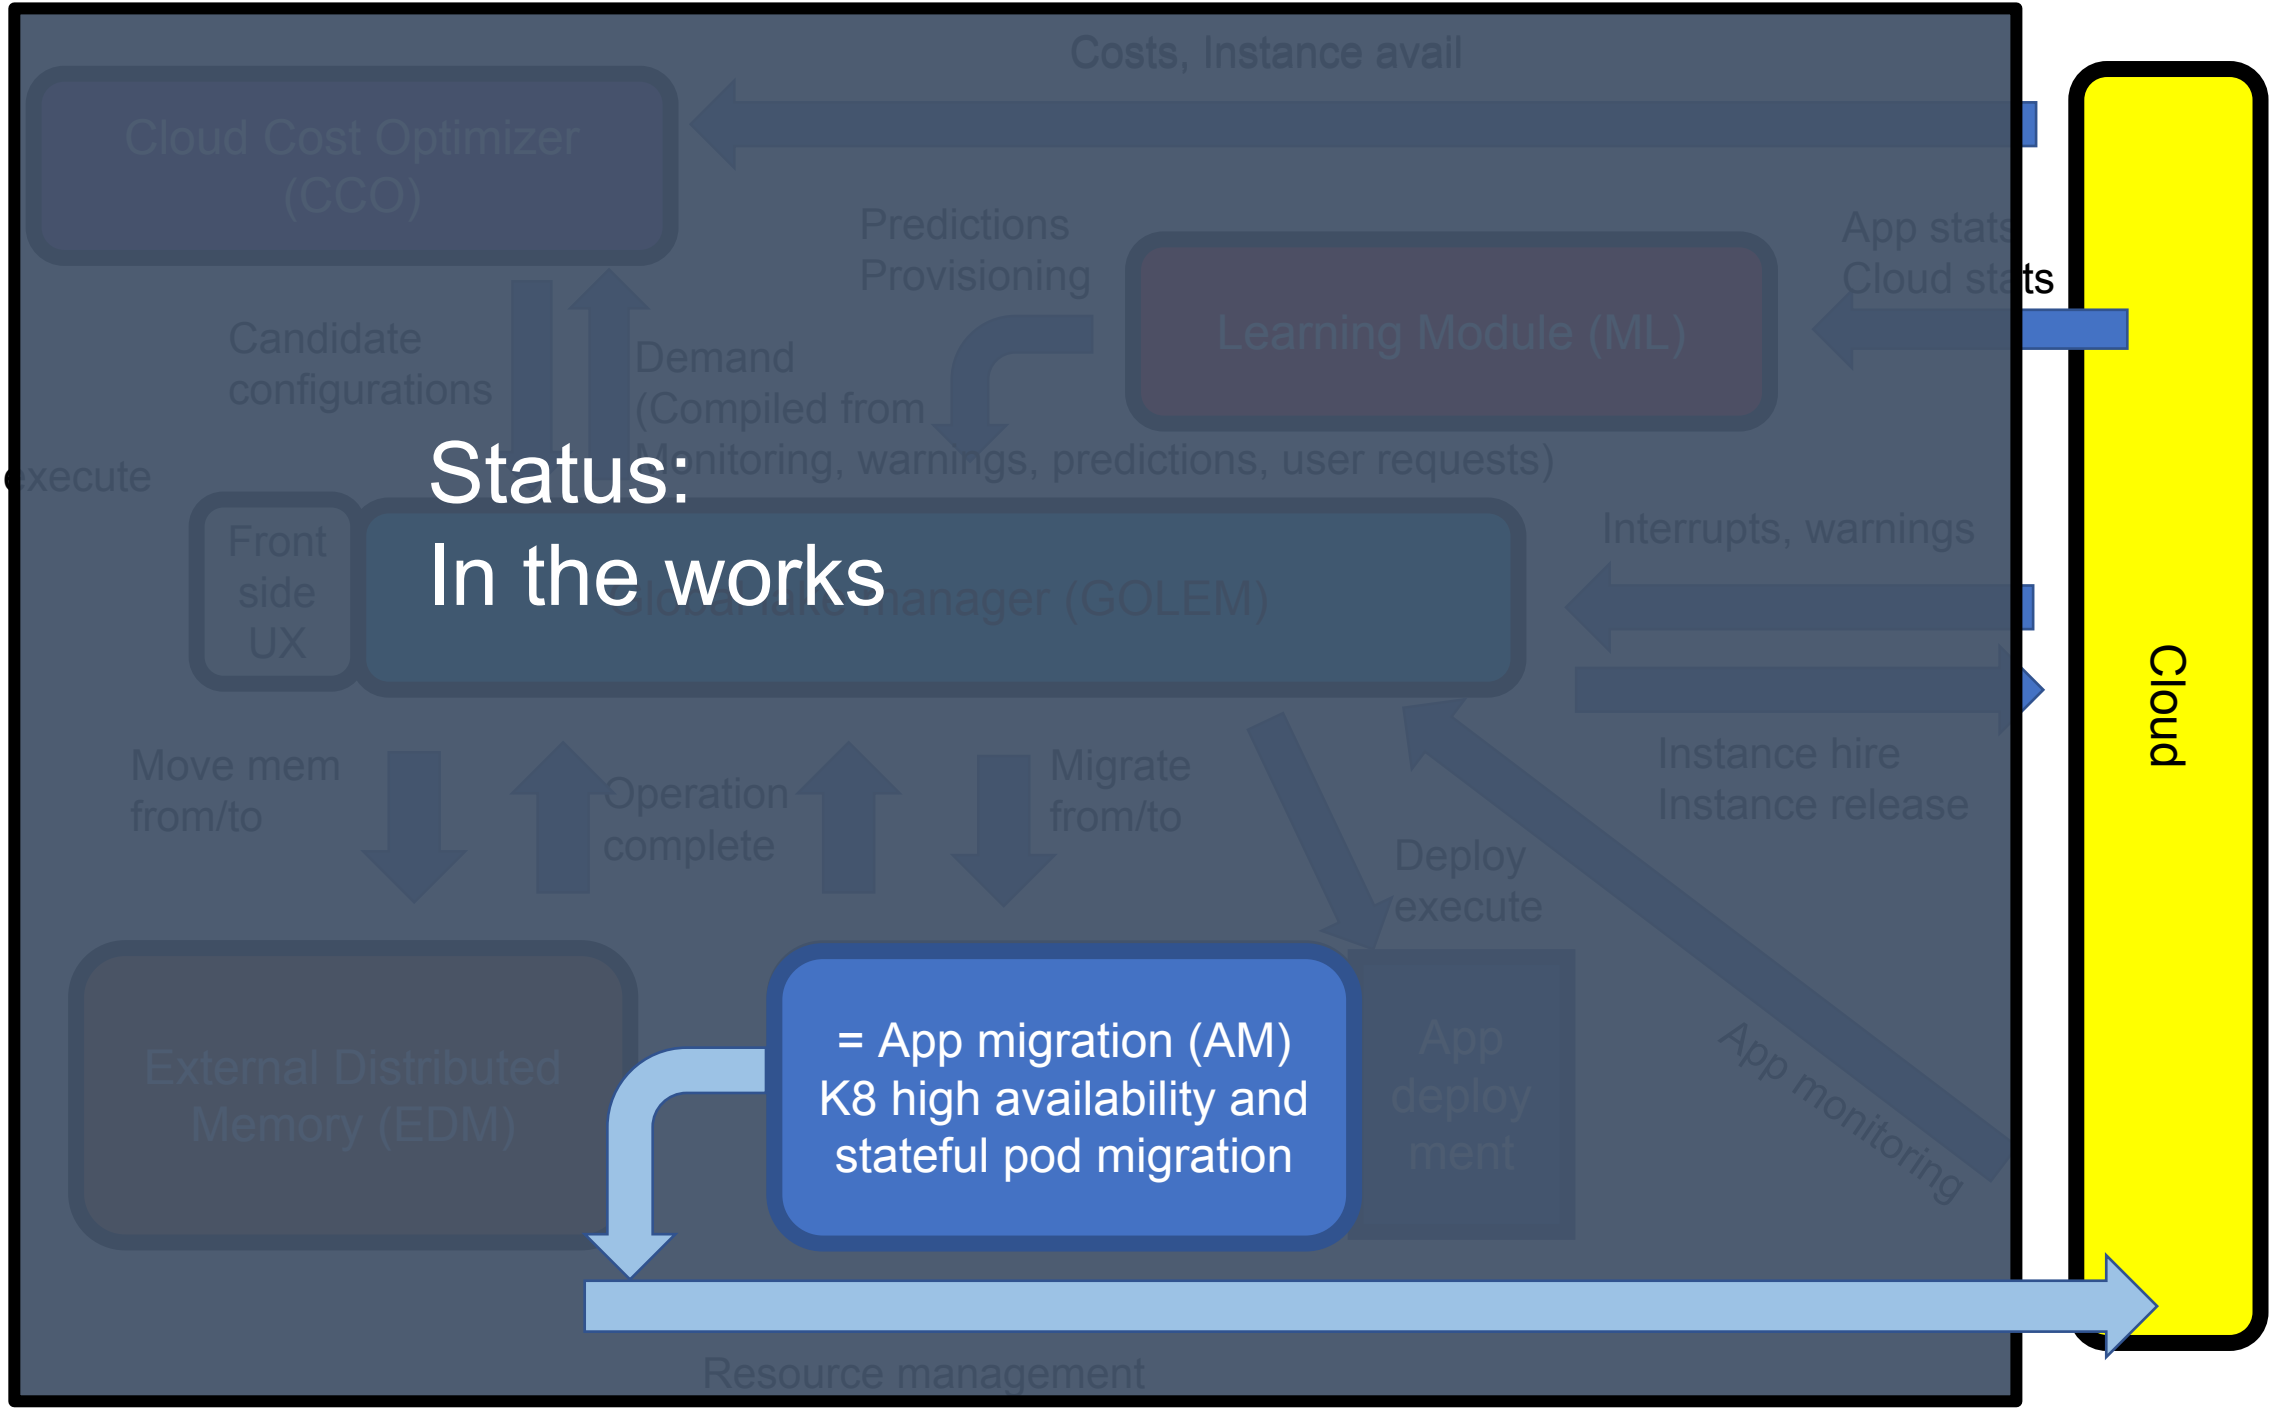 Costs, Instance avail
Cloud Cost Optimizer
(CCO)
Predictions
Provisioning
App stats
Cloud stats
Learning Module (ML)
Candidate
configurations
Demand
(Compiled from
Monitoring, warnings, predictions, user requests)
execute
Status:
In the works
Front
side
UX
manager (GOLEM)
Interrupts, warnings
Cloud
Instance hire
Instance release
Move mem
from/to
Operation
complete
Migrate
from/to
Deploy
execute
External Distributed
Memory (EDM)
= App migration (AM)
K8 high availability and
stateful pod migration
App
deploy
ment
App monitoring
Resource management